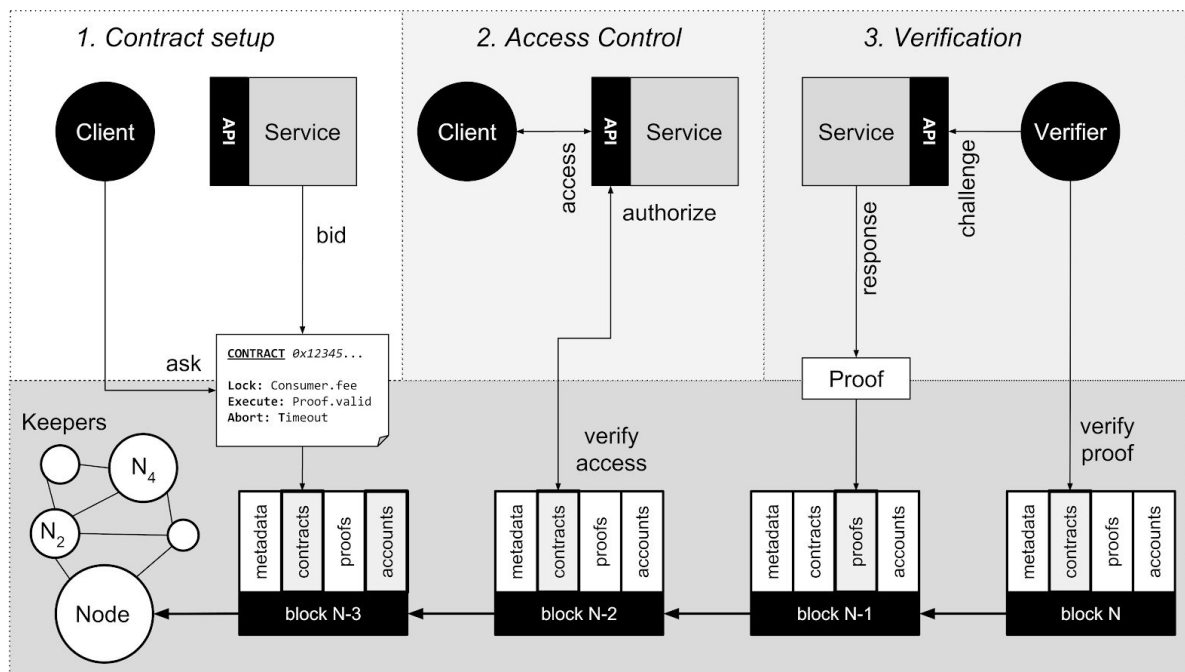 1. Contract setup
2. Access Control
3. Verification
Client
API
Service
Client
API
Service
Service
API
Verifier
access
authorize
challenge
response
bid
ask
CONTRACT 0x12345...
Lock: Consumer.fee
Execute: Proof.valid
Abort: Timeout
Proof
Keepers
N4
N2
Node
verify
access
verify
proof
metadata
contracts
proofs
accounts
block N-3
metadata
contracts
proofs
accounts
block N-2
metadata
contracts
proofs
accounts
block N-1
metadata
contracts
proofs
accounts
block N